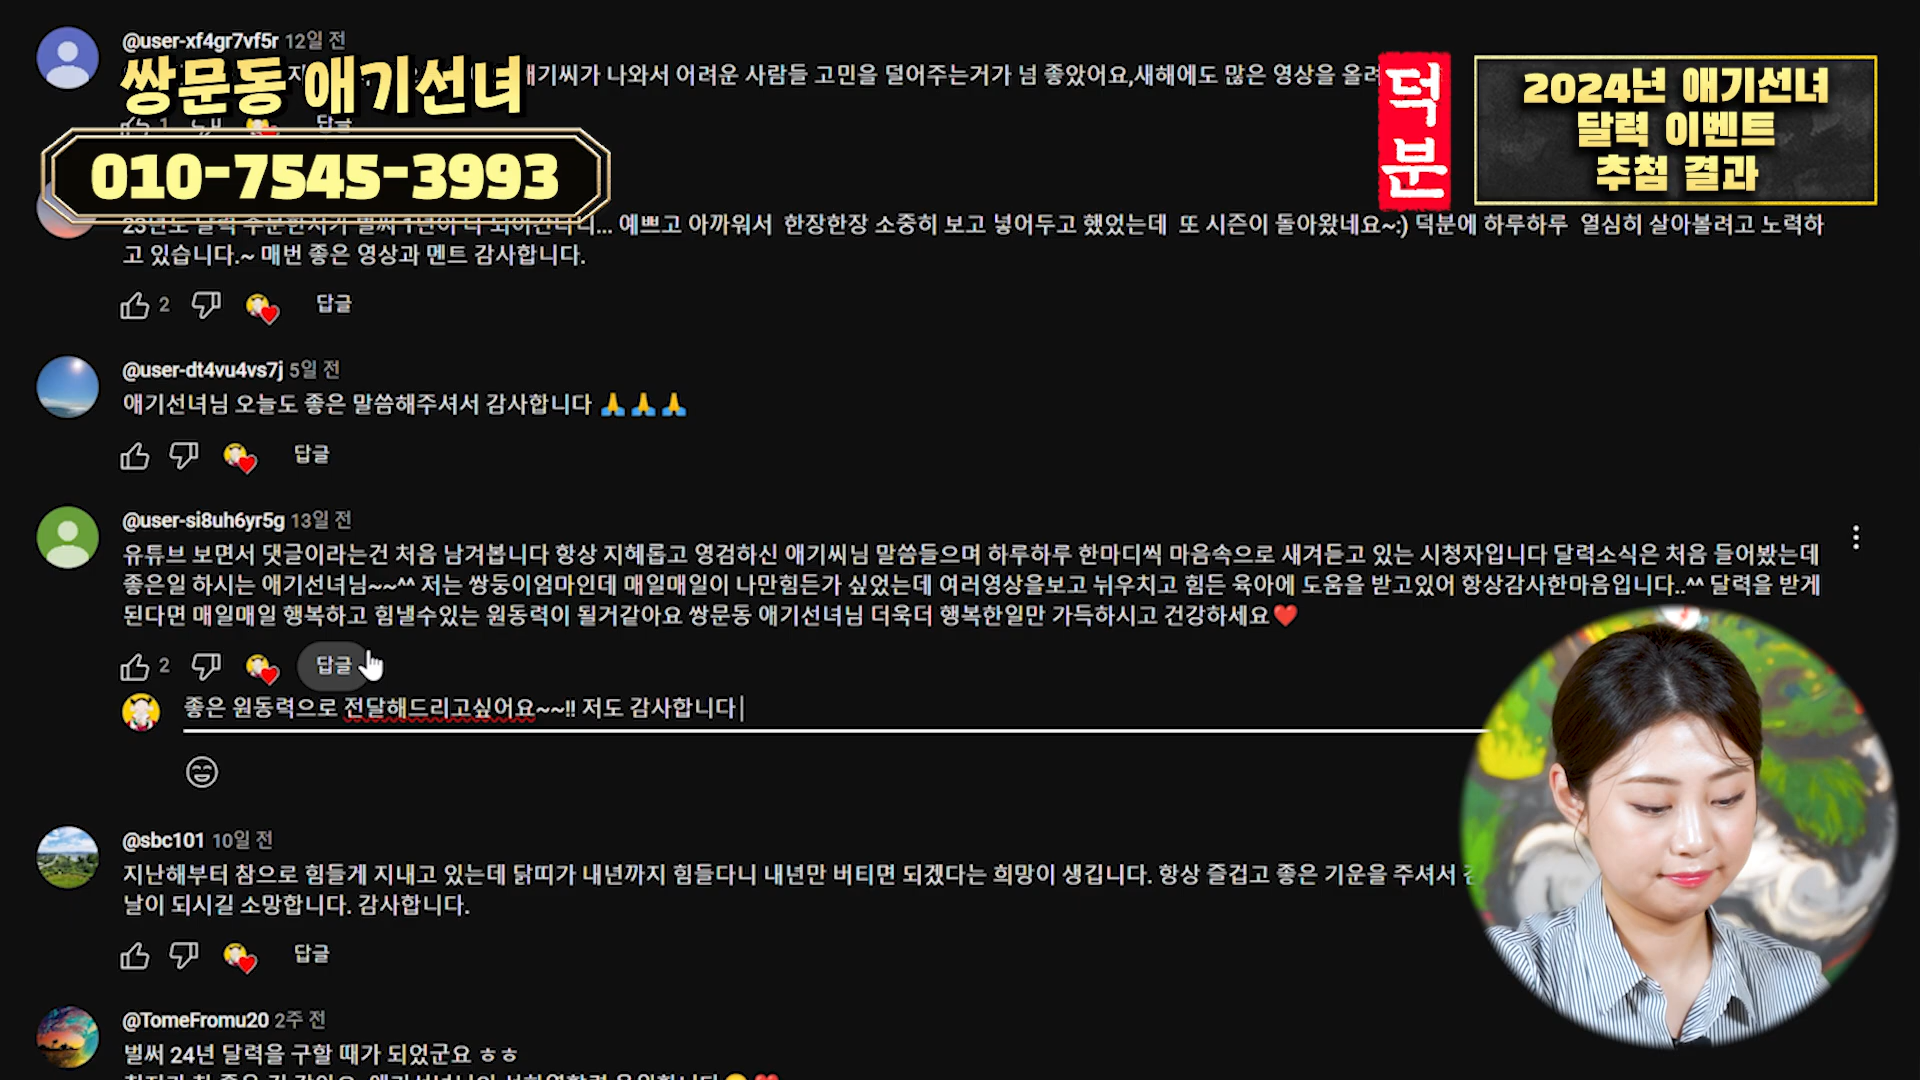 @user-xf4gr7vf5r 12일 전
쌍문동 애기선녀
애기씨가 나와서 어려운 사람들 고민을 덜어주는거가 넘 좋았어요,새해에도 많은 영상을 올려
답글
010-7545-3993
덕분
2024년 애기선녀
달력 이벤트
추첨 결과
예쁘고 아까워서 한장한장 소중히 보고 넣어두고 했었는데 또 시즌이 돌아왔네요~:) 덕분에 하루하루 열심히 살아볼려고 노력하
고 있습니다.~ 매번 좋은 영상과 멘트 감사합니다.
2 답글
@user-dt4vu4vs7j 5일 전
애기선녀님 오늘도 좋은 말씀해주셔서 감사합니다 🙏🙏🙏
답글
@user-si8uh6yr5g 13일 전
유튜브 보면서 댓글이라는건 처음 남겨봅니다 항상 지혜롭고 영검하신 애기씨님 말씀들으며 하루하루 한마디씩 마음속으로 새겨듣고 있는 시청자입니다 달력소식은 처음 들어봤는데
좋은일 하시는 애기선녀님~~^^ 저는 쌍둥이엄마인데 매일매일이 나만힘든가 싶었는데 여러영상을보고 뉘우치고 힘든 육아에 도움을 받고있어 항상감사한마음입니다..^^ 달력을 받게
된다면 매일매일 행복하고 힘낼수있는 원동력이 될거같아요 쌍문동 애기선녀님 더욱더 행복한일만 가득하시고 건강하세요❤️
2 답글
좋은 원동력으로 전달해드리고싶어요~~!! 저도 감사합니다
@sbc101 10일 전
지난해부터 참으로 힘들게 지내고 있는데 닭띠가 내년까지 힘들다니 내년만 버티면 되겠다는 희망이 생깁니다. 항상 즐겁고 좋은 기운을 주셔서
날이 되시길 소망합니다. 감사합니다.
답글
@TomeFromu20 2주 전
벌써 24년 달력을 구할 때가 되었군요 ㅎㅎ